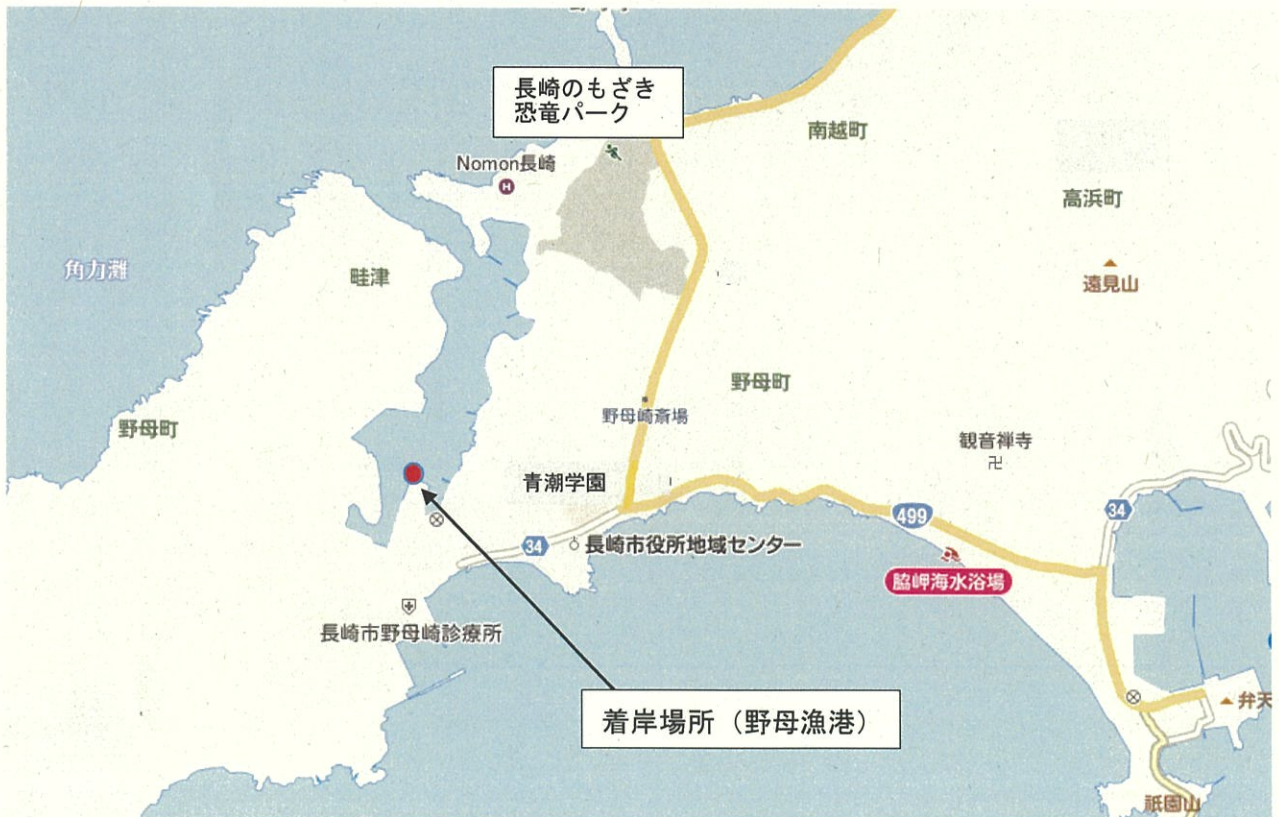 長崎のもざき
恐竜パーク
南越町
Nomon長崎
H
高浜町
角力灘
畦津
遠見山
野母町
野母町
野母崎斎場
観音禅寺
卍
青潮学園
499
34
34
長崎市役所地域センター
脇岬海水浴場
長崎市野母崎診療所
着岸場所（野母漁港）
弁天
祇園山